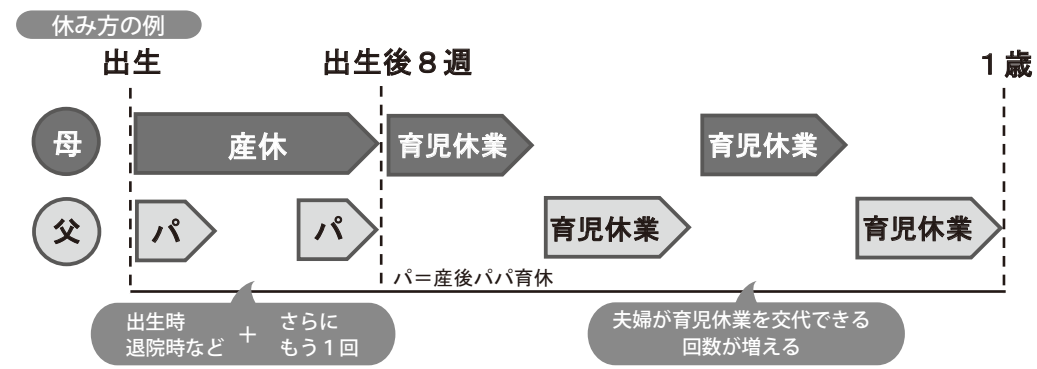 休み方の例
出生
出生後８週
１歳
母
産休
育児休業
育児休業
父
パ
パ
育児休業
育児休業
パ＝産後パパ育休
出生時
退院時など
＋
さらに
もう１回
夫婦が育児休業を交代できる
回数が増える